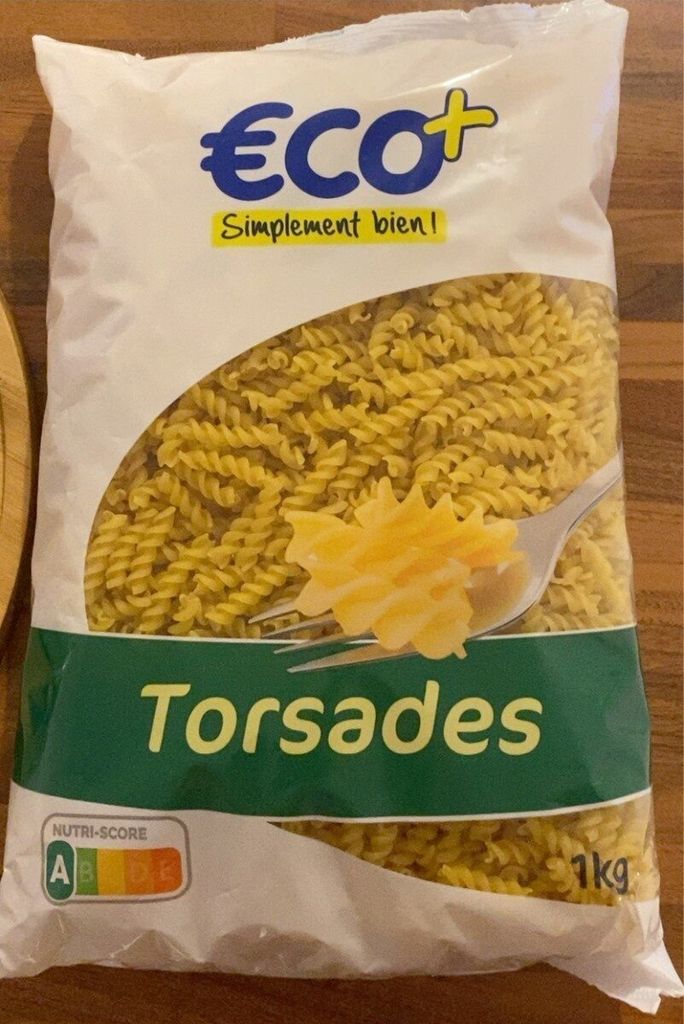 €CO+
Simplement bien!
Torsades
NUTRI-SCORE
A B C D E
1kg